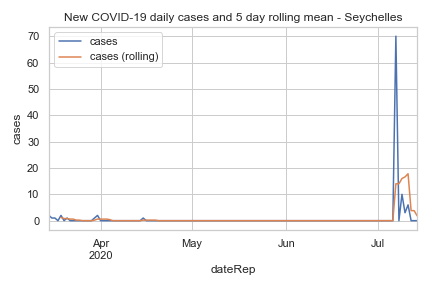 New COVID-19 daily cases and 5 day rolling mean - Seychelles
cases
cases (rolling)
70
60
50
40
30
20
10
0
cases
Apr
2020
May
Jun
Jul
dateRep